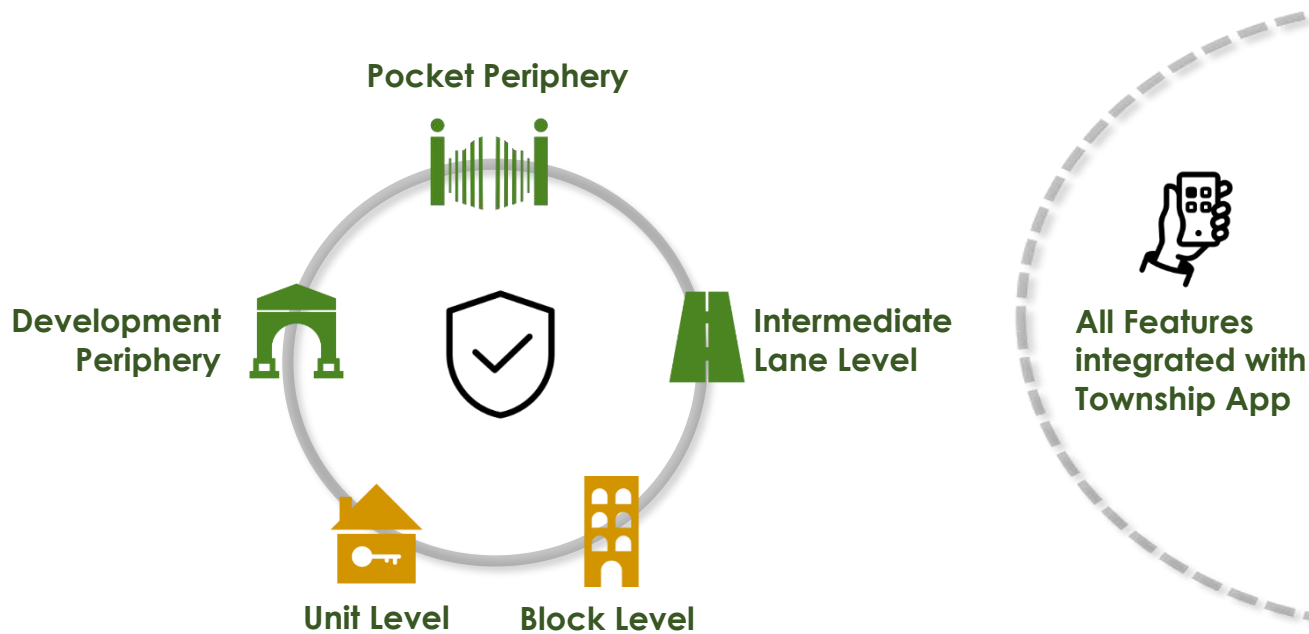 Pocket Periphery
Development
Periphery
Intermediate
Lane Level
All Features
integrated with
Township App
Unit Level
Block Level